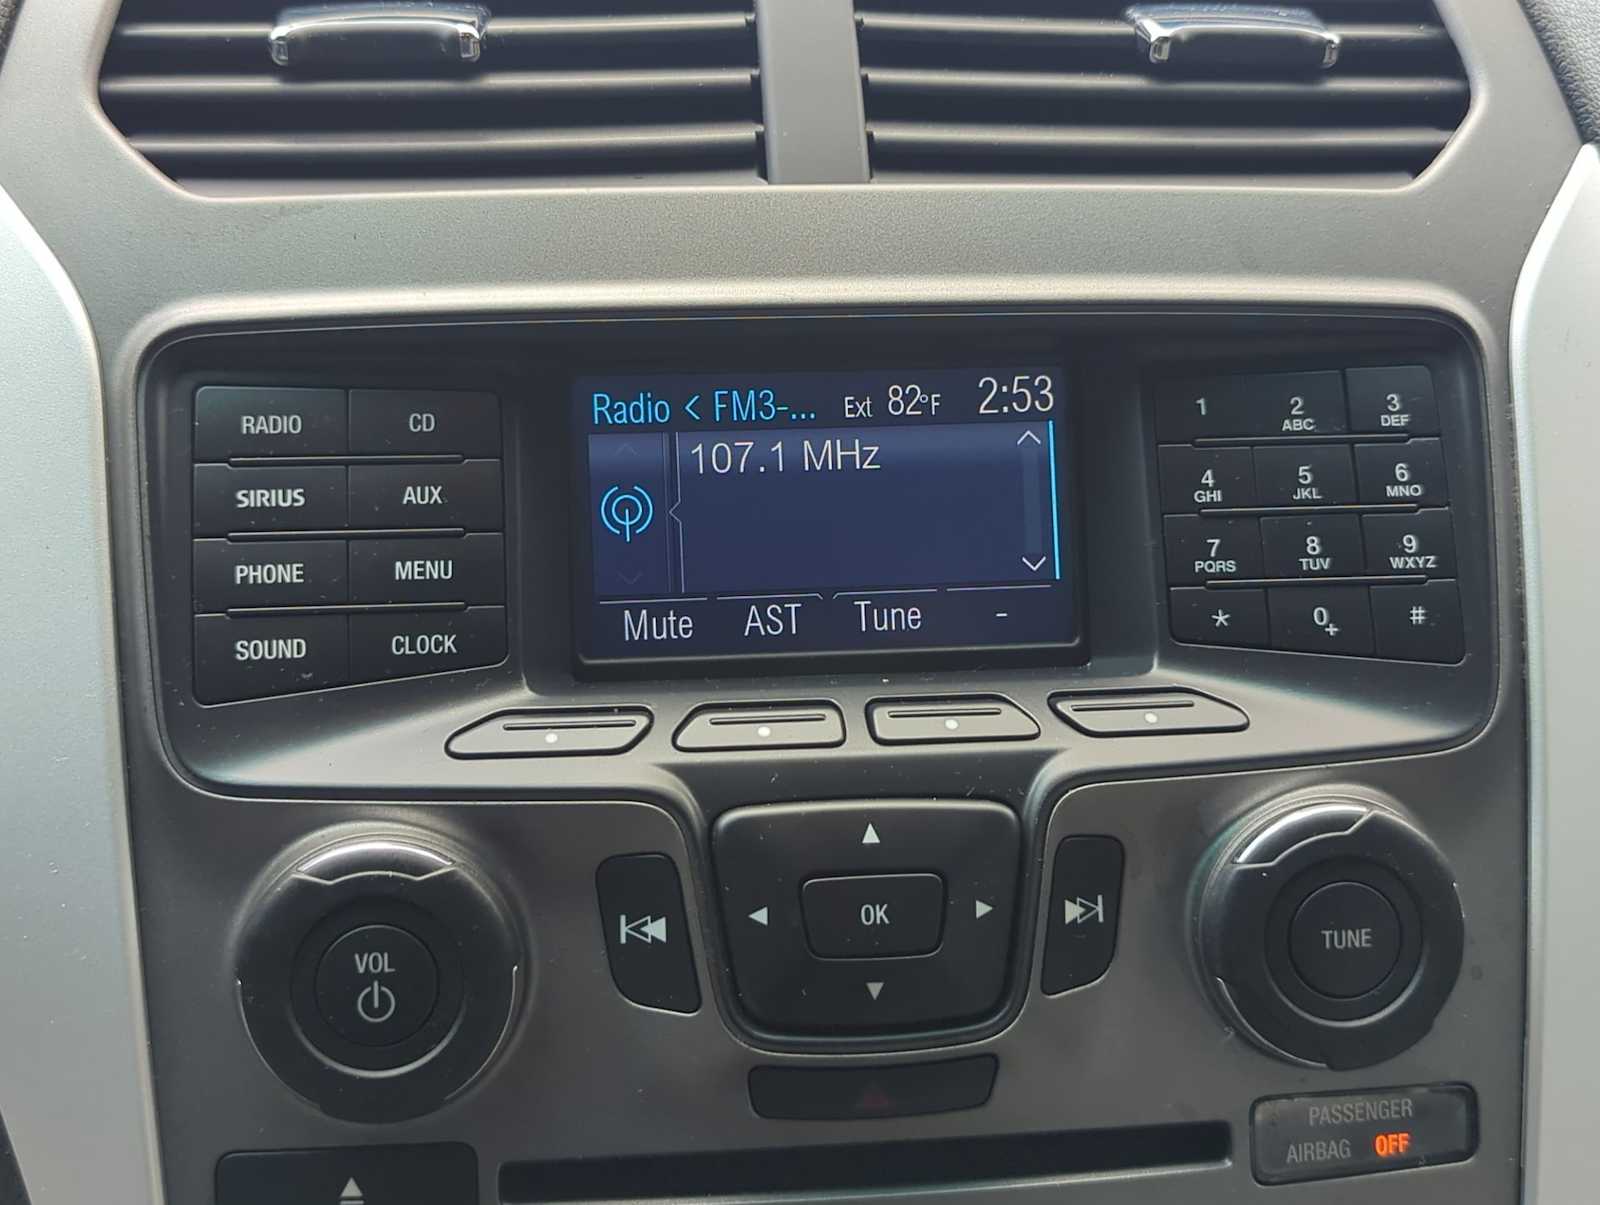 Radio < FM3-... Ext 82°F 2:53
107.1 MHz
Mute AST Tune -
RADIO CD
SIRIUS AUX
PHONE MENU
SOUND CLOCK
1 2 ABC 3 DEF
4 GHI 5 JKL 6 MNO
7 PQRS 8 TUV 9 WXYZ
* 0+ #
VOL
OK
TUNE
PASSENGER
AIRBAG OFF